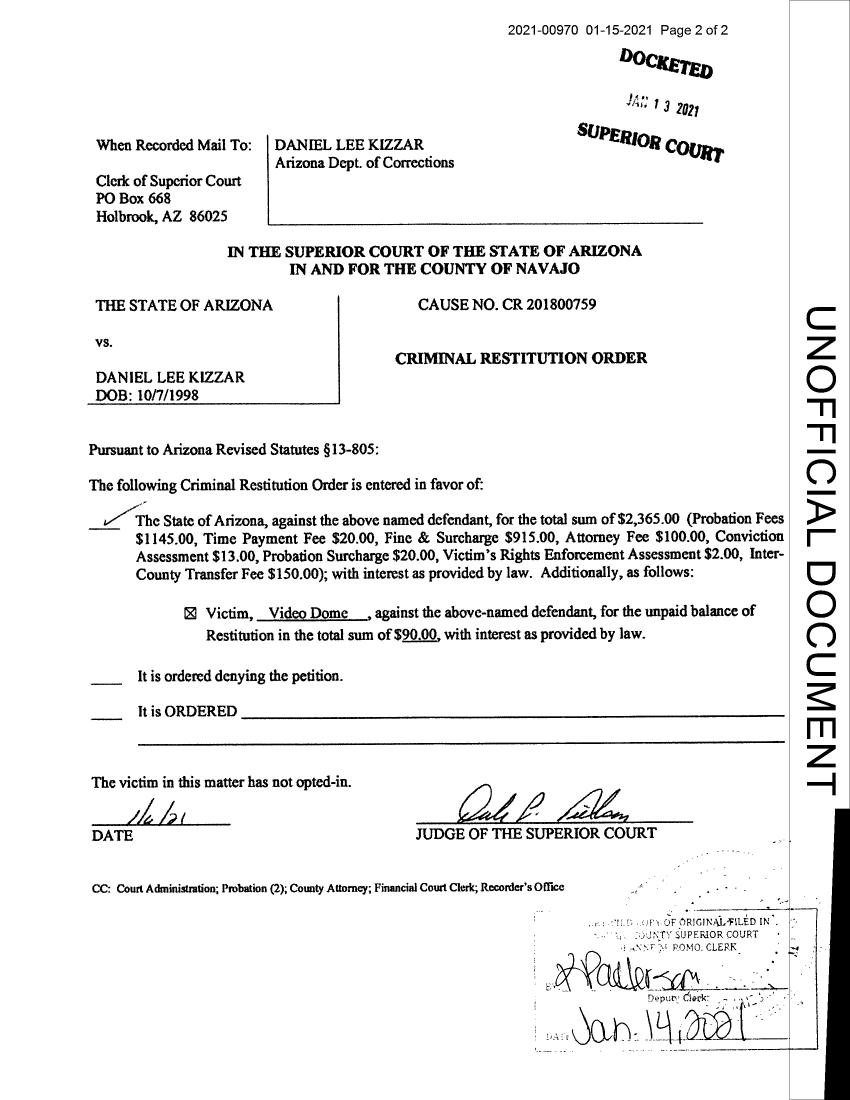 2021-00970 01-15-2021 Page 2 of 2
DOCKETED
JAN 13 2021
SUPERIOR COURT
When Recorded Mail To:
Clerk of Superior Court
PO Box 668
Holbrook, AZ 86025
DANIEL LEE KIZZAR
Arizona Dept. of Corrections
IN THE SUPERIOR COURT OF THE STATE OF ARIZONA
IN AND FOR THE COUNTY OF NAVAJO
THE STATE OF ARIZONA
vs.
DANIEL LEE KIZZAR
DOB: 10/7/1998
CAUSE NO. CR 201800759
CRIMINAL RESTITUTION ORDER
Pursuant to Arizona Revised Statutes §13-805:
The following Criminal Restitution Order is entered in favor of:
The State of Arizona, against the above named defendant, for the total sum of $2,365.00 (Probation Fees
$1145.00, Time Payment Fee $20.00, Fine & Surcharge $915.00, Attorney Fee $100.00, Conviction
Assessment $13.00, Probation Surcharge $20.00, Victim's Rights Enforcement Assessment $2.00, Inter-
County Transfer Fee $150.00); with interest as provided by law. Additionally, as follows:
☒ Victim, Video Dome, against the above-named defendant, for the unpaid balance of
Restitution in the total sum of $90.00, with interest as provided by law.
It is ordered denying the petition.
It is ORDERED
The victim in this matter has not opted-in.
1/6/21
DATE
JUDGE OF THE SUPERIOR COURT
CC: Court Administration; Probation (2); County Attorney; Financial Court Clerk; Recorder's Office
COPY OF ORIGINAL FILED IN
COUNTY SUPERIOR COURT
ROMO, CLERK
Patterson
Deputy Clerk
DATE Jan. 14, 2021
UNOFFICIAL DOCUMENT